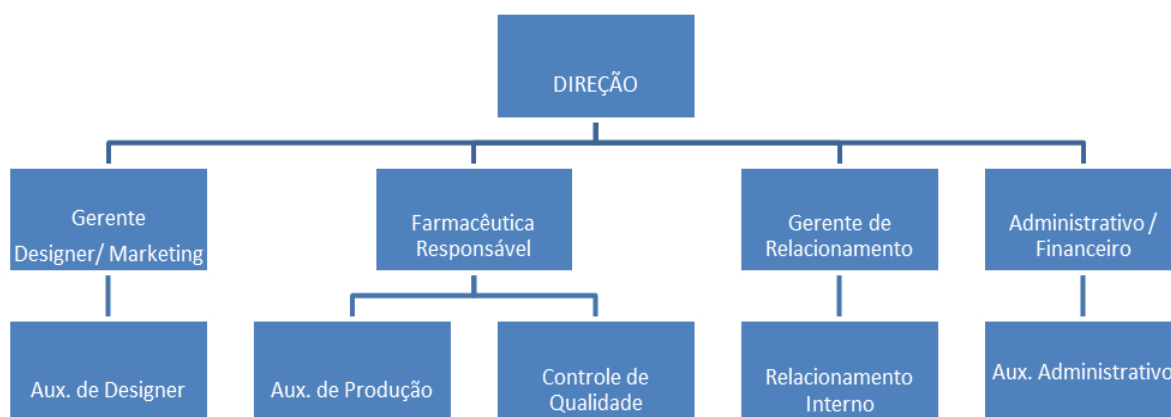 DIREÇÃO
Gerente
Designer/ Marketing
Farmacêutica
Responsável
Gerente de
Relacionamento
Administrativo /
Financeiro
Aux. de Designer
Aux. de Produção
Controle de
Qualidade
Relacionamento
Interno
Aux. Administrativo